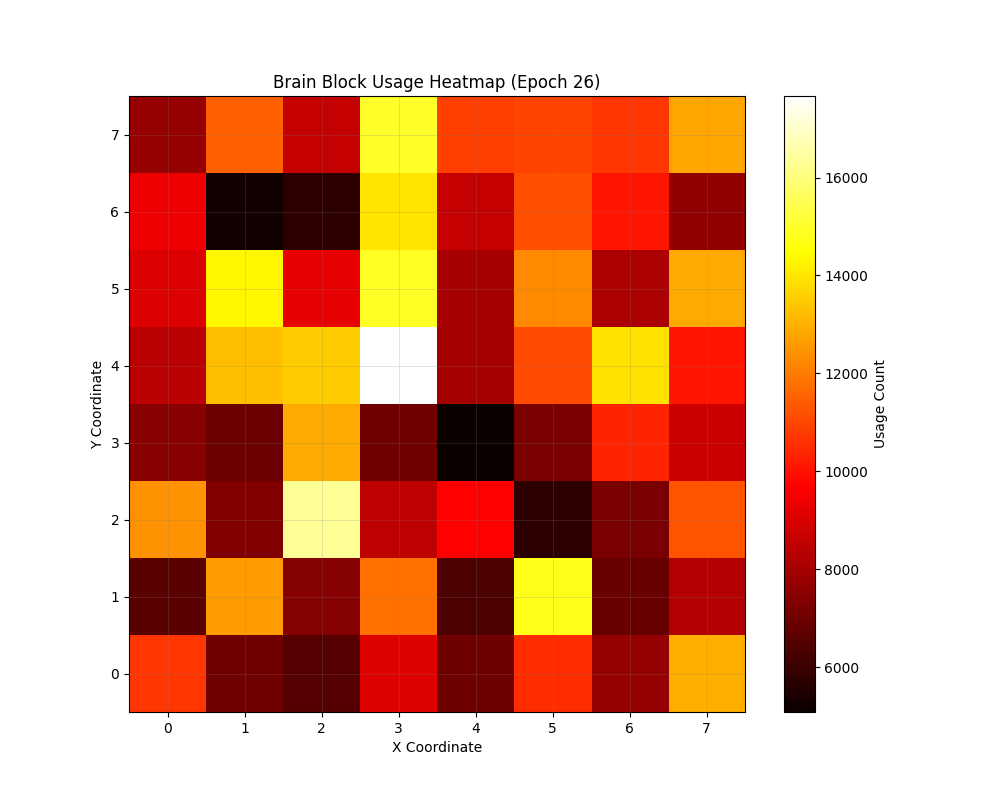 Brain Block Usage Heatmap (Epoch 26)
7
6
5
4
3
2
1
0
Y Coordinate
0 1 2 3 4 5 6 7
X Coordinate
16000
14000
12000
10000
8000
6000
Usage Count